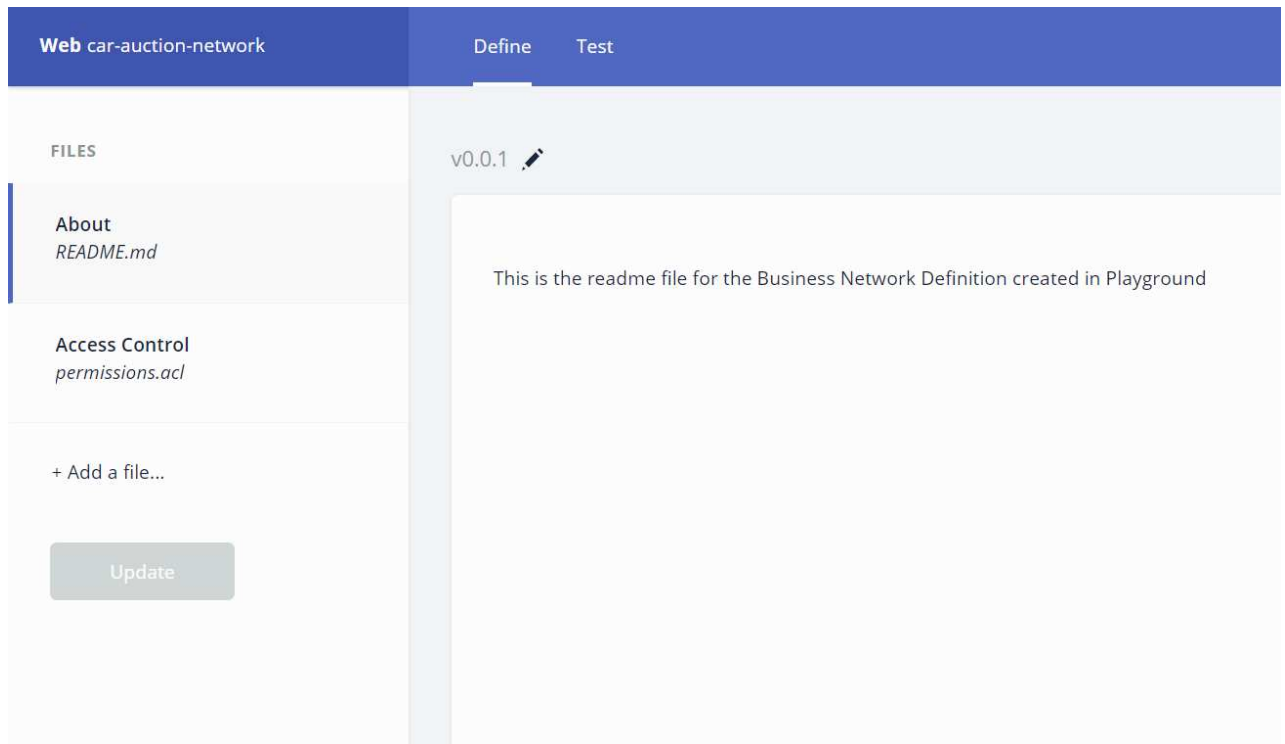 Web car-auction-network
Define
Test
FILES
About
README.md
Access Control
permissions.acl
+ Add a file...
Update
v0.0.1
This is the readme file for the Business Network Definition created in Playground